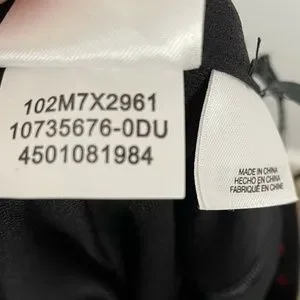 102M7X2961
10735676-0DU
4501081984
MADE IN CHINA
HECHO EN CHINA
FABRIQUÉ EN CHINE